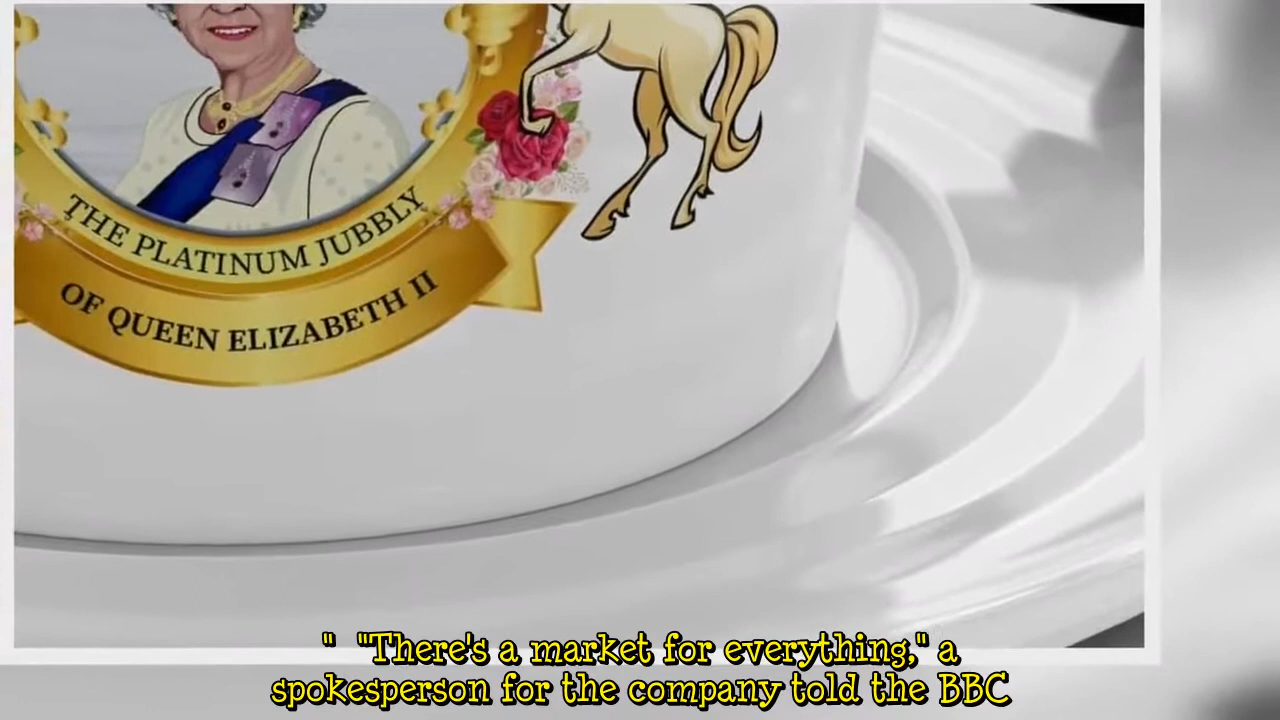 THE PLATINUM JUBBLY
OF QUEEN ELIZABETH II
" "There's a market for everything," a
spokesperson for the company told the BBC